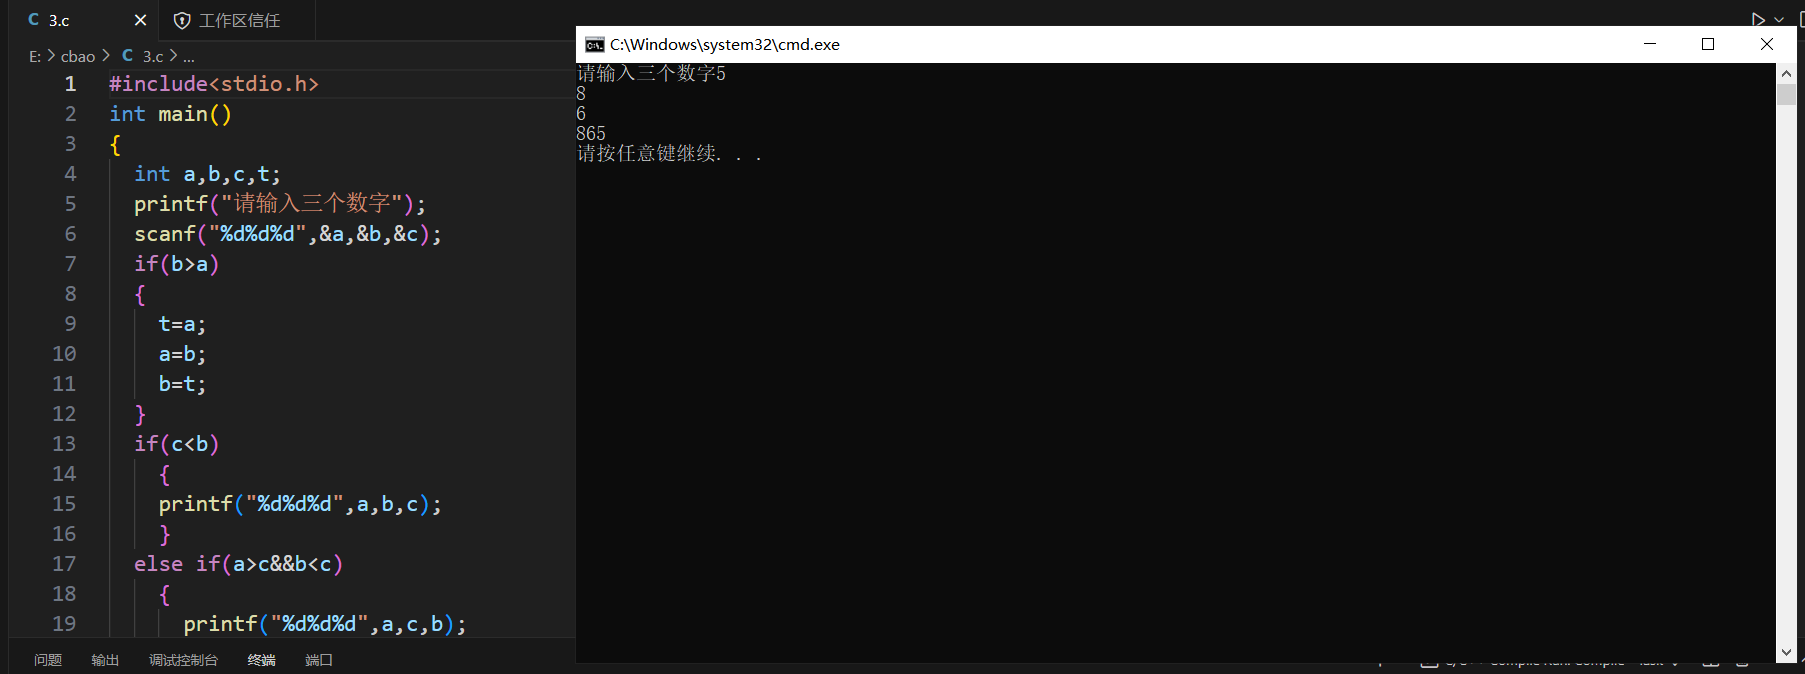 3.c
工作区信任
E: > cbao > C 3.c > ...
1 #include<stdio.h>
2 int main()
3 {
4 int a,b,c,t;
5 printf("请输入三个数字");
6 scanf("%d%d%d",&a,&b,&c);
7 if(b>a)
8 {
9 t=a;
10 a=b;
11 b=t;
12 }
13 if(c<b)
14 {
15 printf("%d%d%d",a,b,c);
16 }
17 else if(a>c&&b<c)
18 {
19 printf("%d%d%d",a,c,b);
问题 输出 调试控制台 终端 端口
C:\Windows\system32\cmd.exe
请输入三个数字5
8
6
865
请按任意键继续. . .